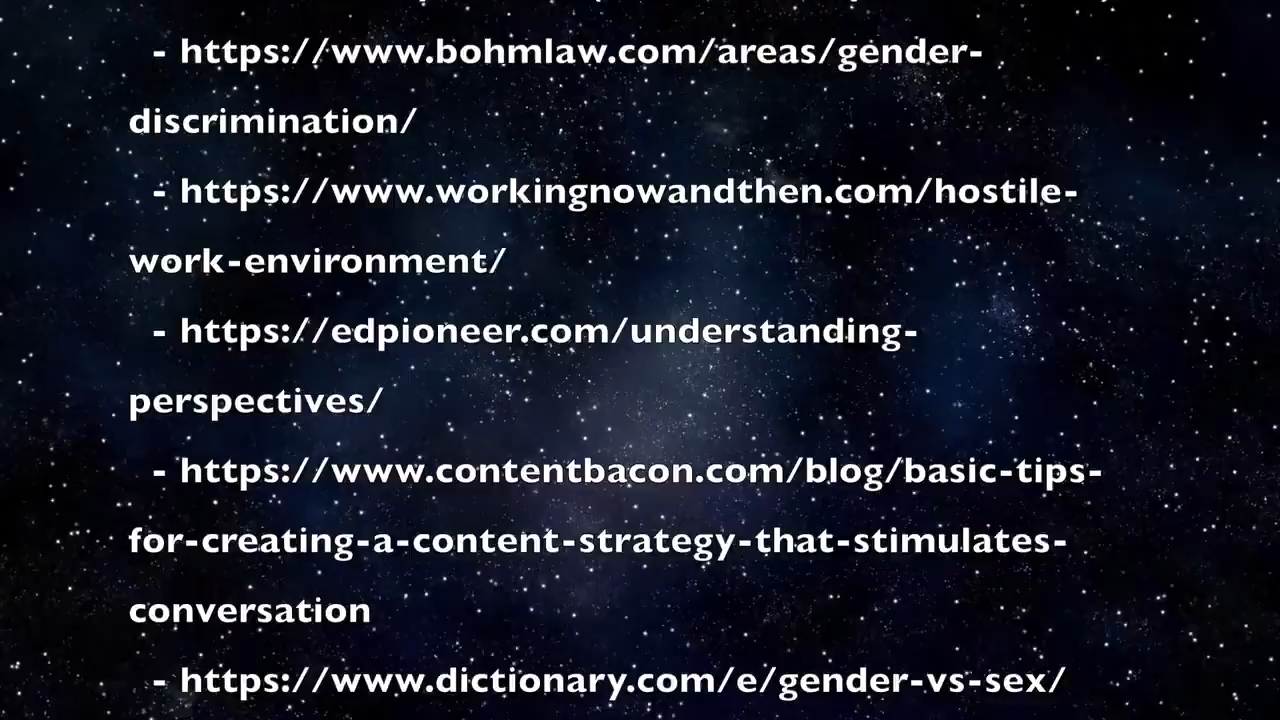 - https://www.bohmlaw.com/areas/gender-
discrimination/
- https://www.workingnowandthen.com/hostile-
work-environment/
- https://edpioneer.com/understanding-
perspectives/
- https://www.contentbacon.com/blog/basic-tips-
for-creating-a-content-strategy-that-stimulates-
conversation
- https://www.dictionary.com/e/gender-vs-sex/